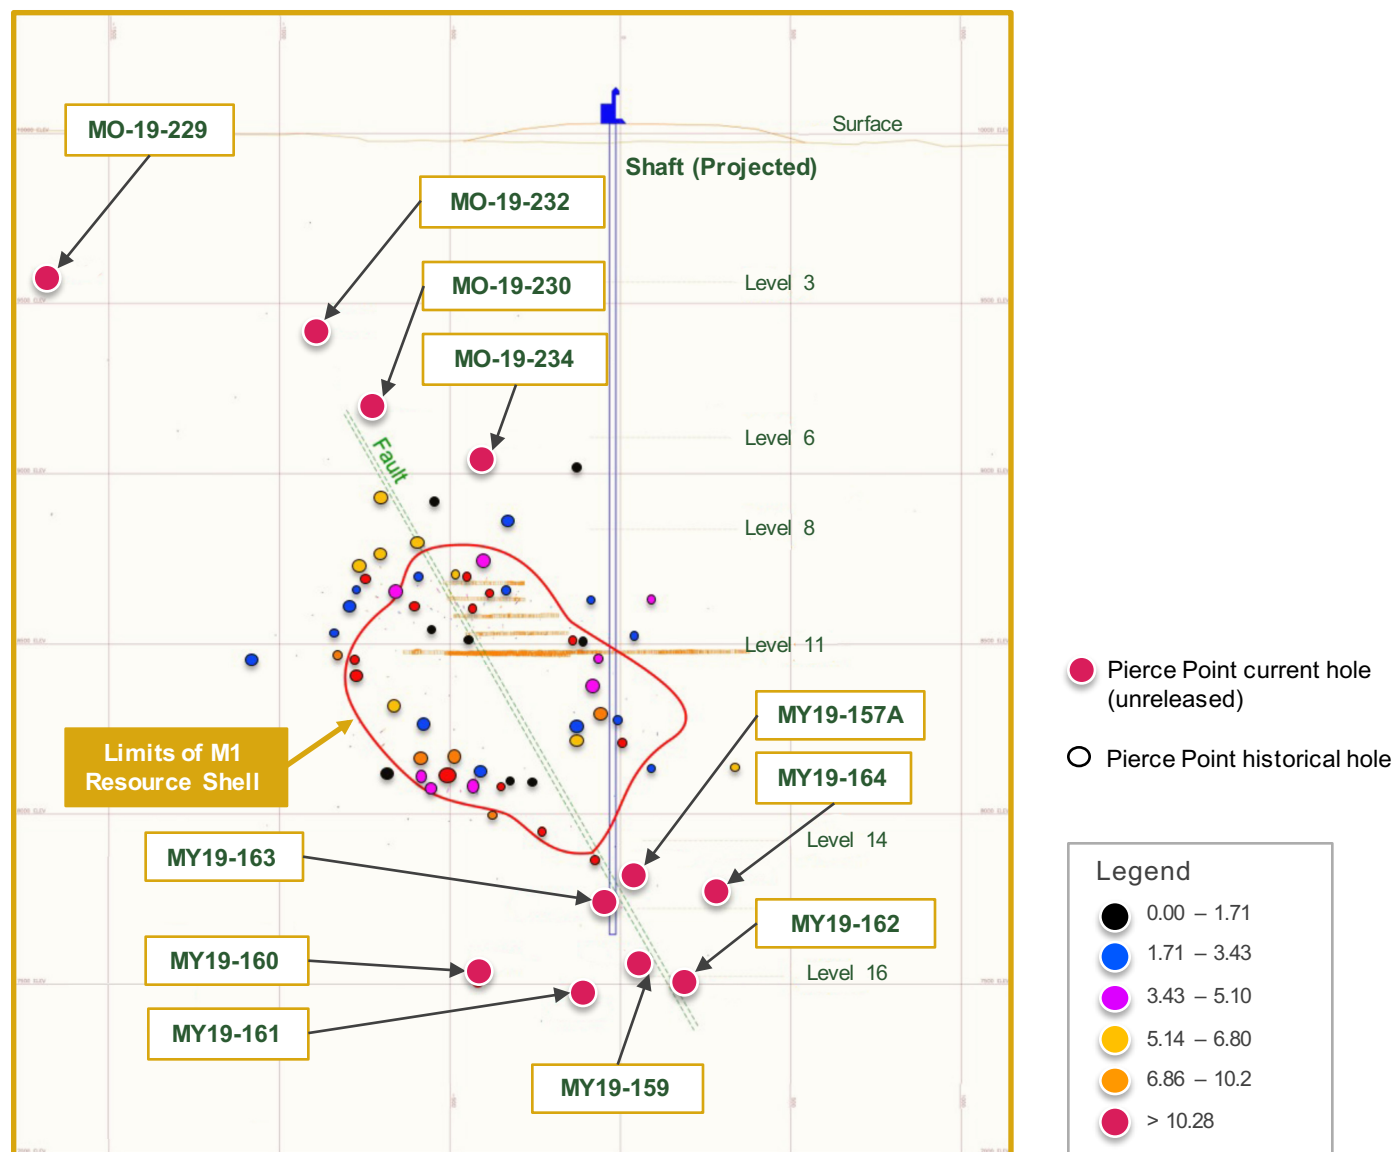 MO-19-229
Surface
Shaft (Projected)
MO-19-232
MO-19-230
Level 3
MO-19-234
Level 6
Fault
Level 8
Level 11
Pierce Point current hole
(unreleased)
MY19-157A
Limits of M1
Resource Shell
MY19-164
Pierce Point historical hole
Level 14
MY19-163
MY19-162
MY19-160
Level 16
MY19-161
MY19-159
Legend
0.00 – 1.71
1.71 – 3.43
3.43 – 5.10
5.14 – 6.80
6.86 – 10.2
> 10.28